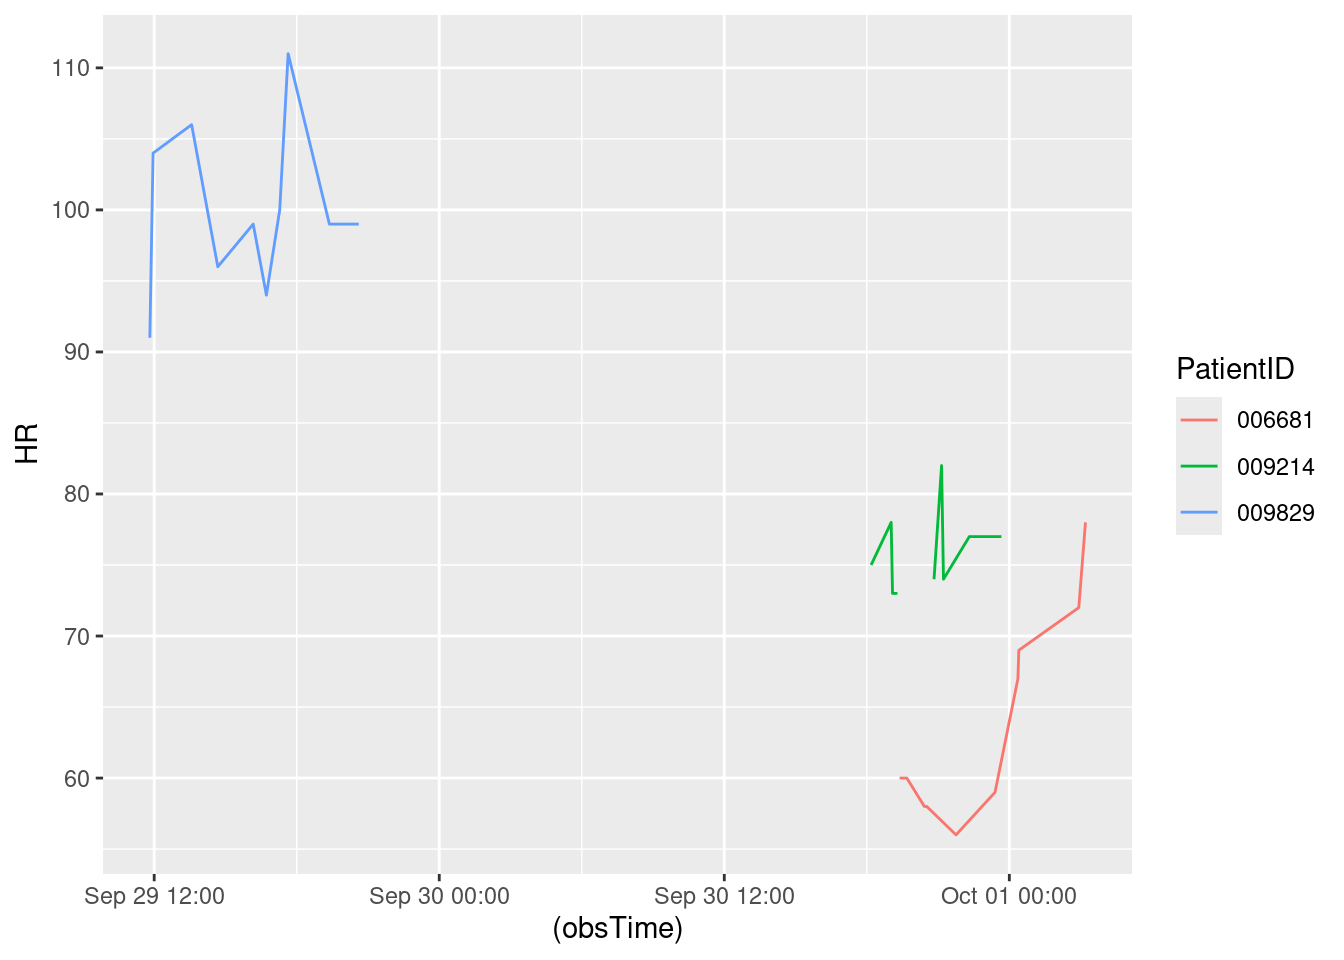 110
100
90
80
70
60
HR
Sep 29 12:00
Sep 30 00:00
Sep 30 12:00
Oct 01 00:00
(obsTime)
PatientID
006681
009214
009829